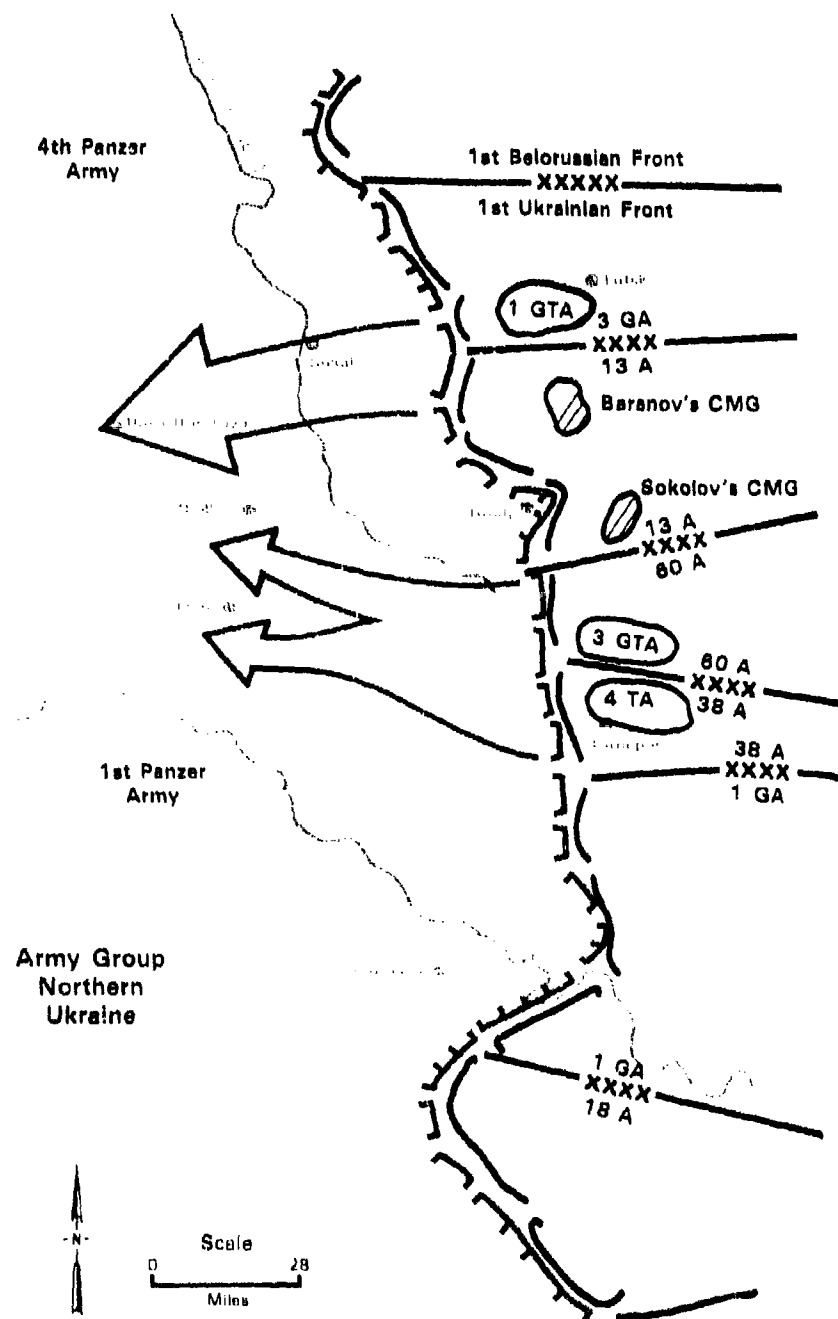 4th Panzer
Army
1st Belorussian Front
XXXXX
1st Ukrainian Front
1 GTA
3 GA
XXXX
13 A
Baranov's CMG
Sokolov's CMG
13 A
XXXX
60 A
3 GTA
60 A
XXXX
38 A
4 TA
38 A
XXXX
1 GA
1st Panzer
Army
Army Group
Northern
Ukraine
1 GA
XXXX
18 A
-N-
Scale
0 28
Miles